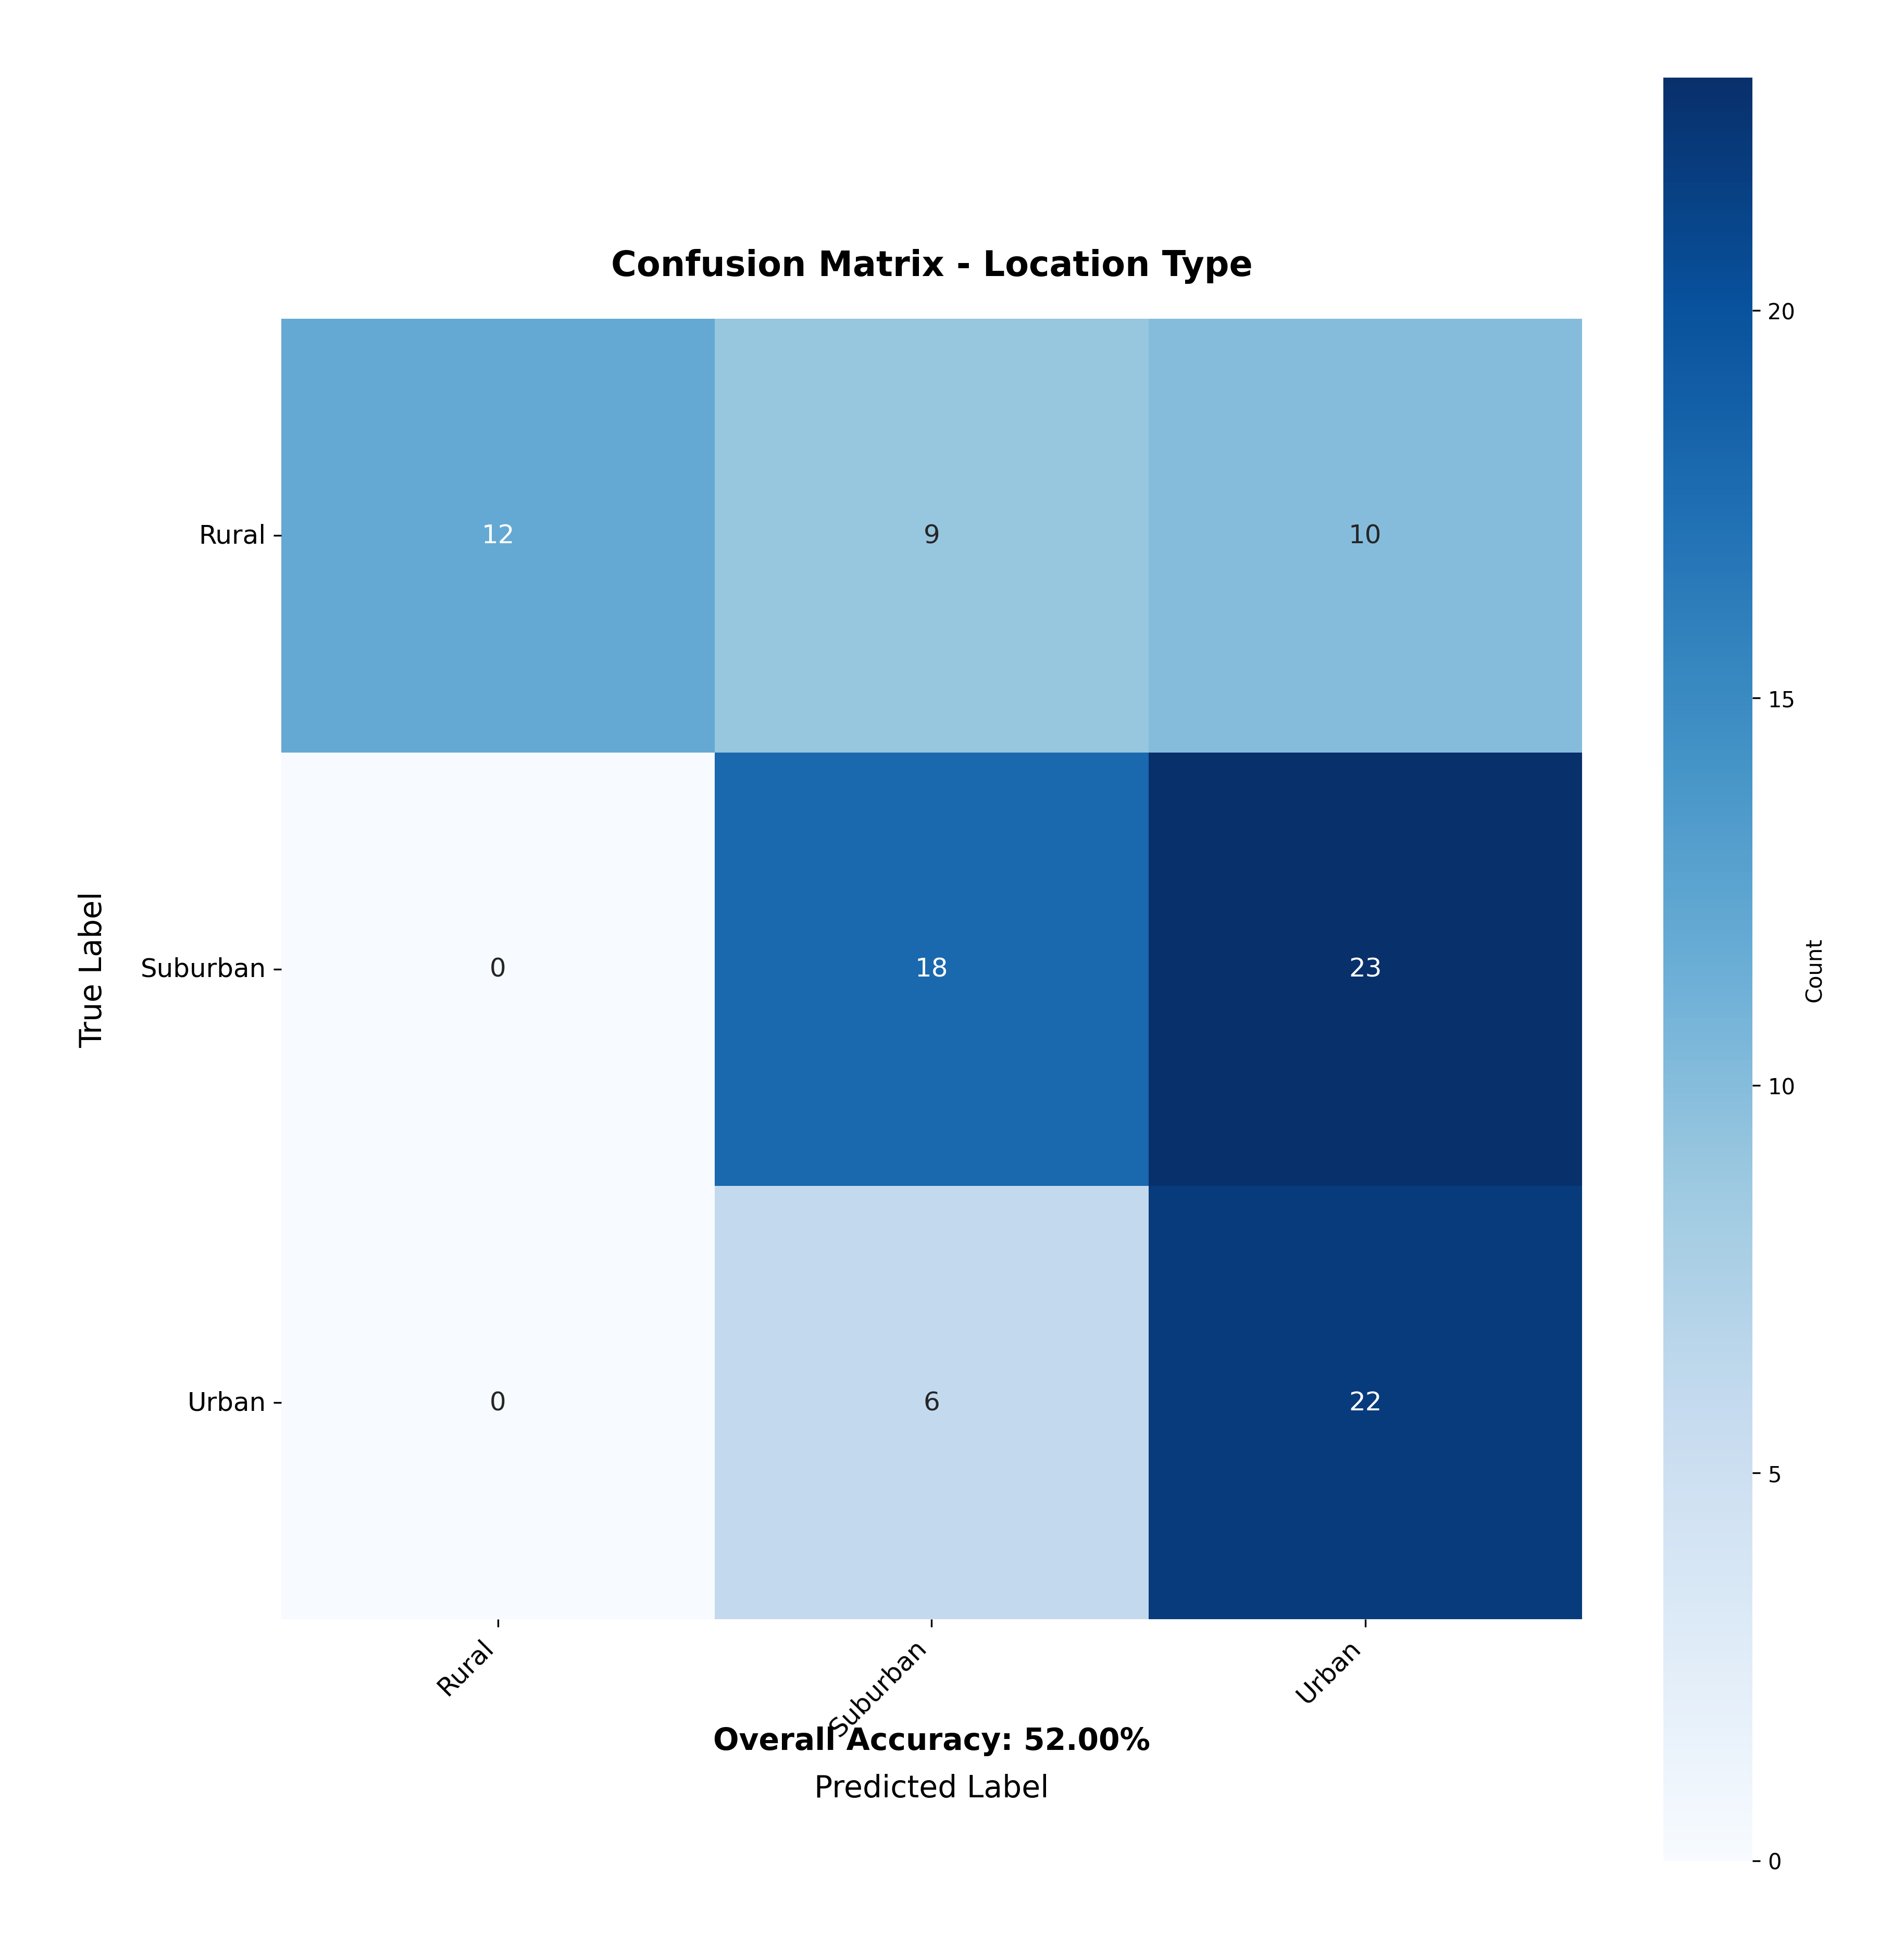 Confusion Matrix - Location Type
True Label
Rural
12 9 10
Suburban
0 18 23
Urban
0 6 22
Rural Suburban Urban
Overall Accuracy: 52.00%
Predicted Label
20
15
10
5
0
Count